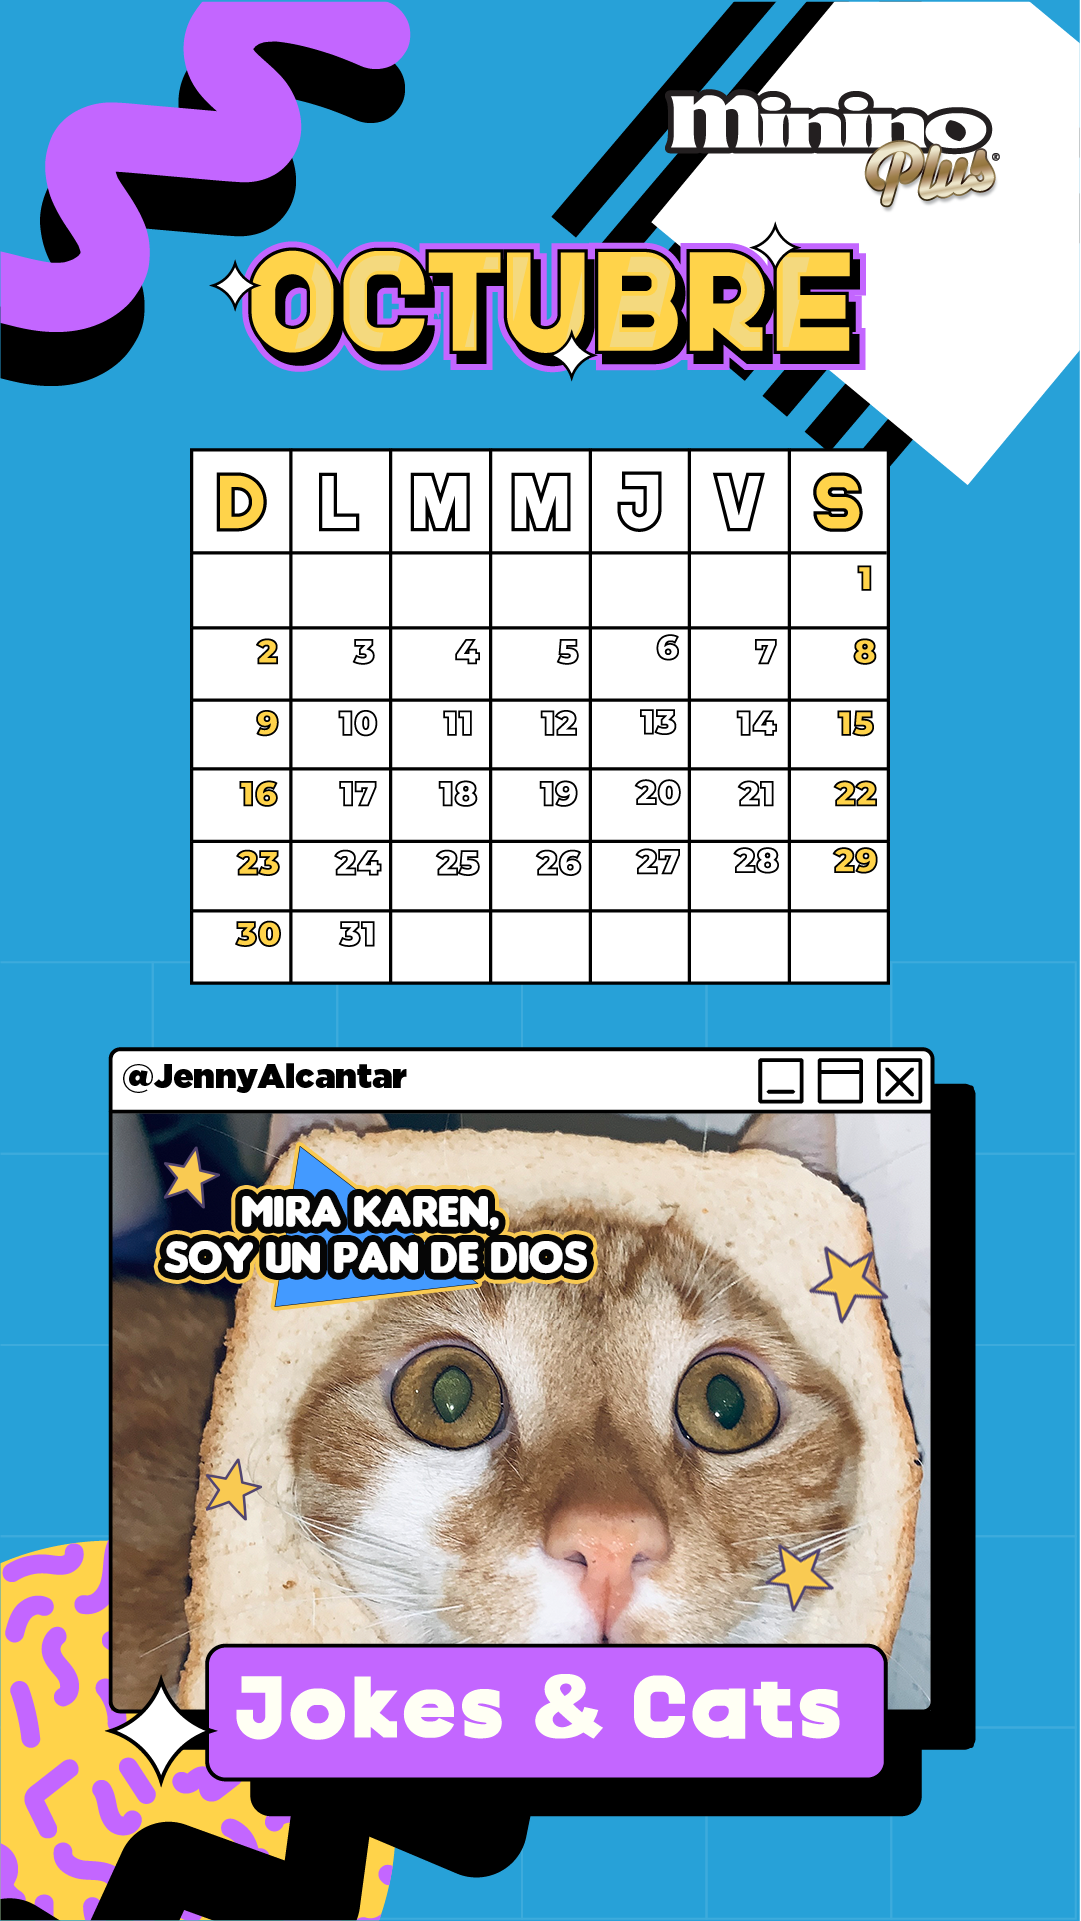 Minino
Plus®
OCTUBRE
D L M M J V S
1
2 3 4 5 6 7 8
9 10 11 12 13 14 15
16 17 18 19 20 21 22
23 24 25 26 27 28 29
30 31
@JennyAlcantar
MIRA KAREN,
SOY UN PAN DE DIOS
Jokes & Cats